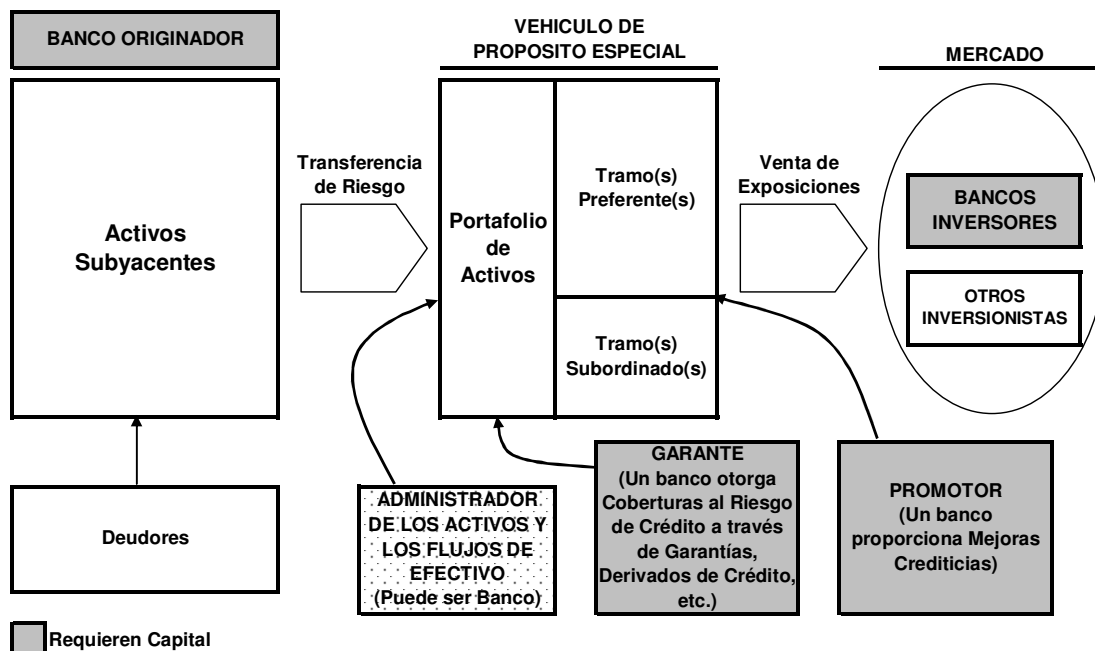 BANCO ORIGINADOR
VEHICULO DE
PROPOSITO ESPECIAL
MERCADO
Activos
Subyacentes
Transferencia
de Riesgo
Portafolio
de
Activos
Tramo(s)
Preferente(s)
Tramo(s)
Subordinado(s)
Venta de
Exposiciones
BANCOS
INVERSORES
OTROS
INVERSIONISTAS
Deudores
ADMINISTRADOR
DE LOS ACTIVOS Y
LOS FLUJOS DE
EFECTIVO
(Puede ser Banco)
GARANTE
(Un banco otorga
Coberturas al Riesgo
de Crédito a través
de Garantías,
Derivados de Crédito,
etc.)
PROMOTOR
(Un banco
proporciona Mejoras
Crediticias)
Requieren Capital